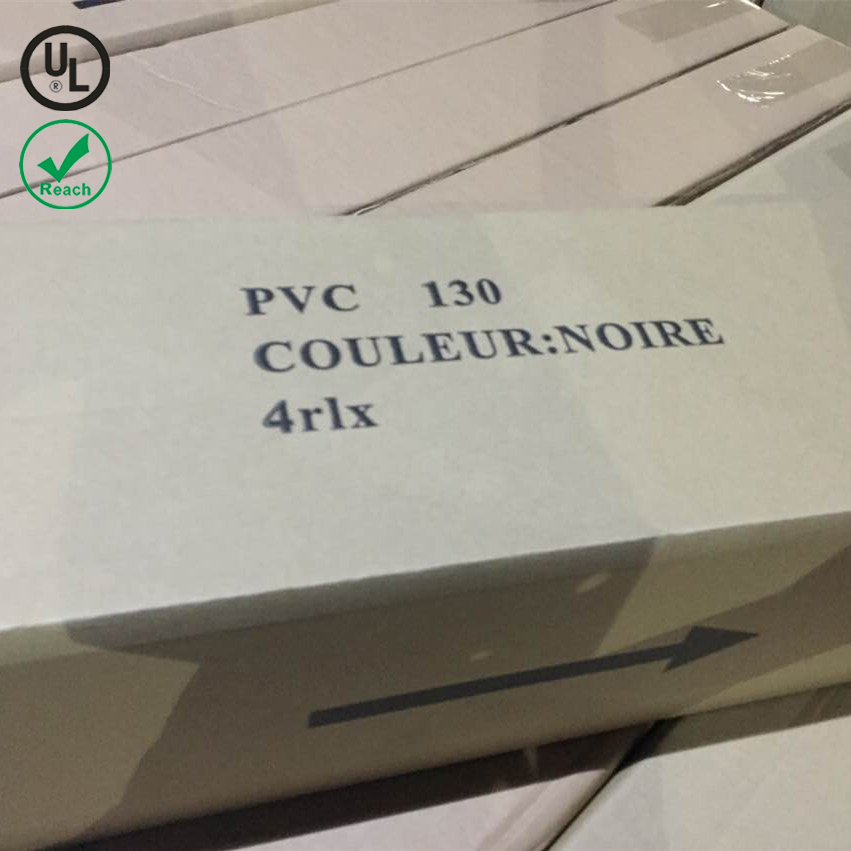 UL
®
Reach
PVC 130
COULEUR:NOIRE
4rlx